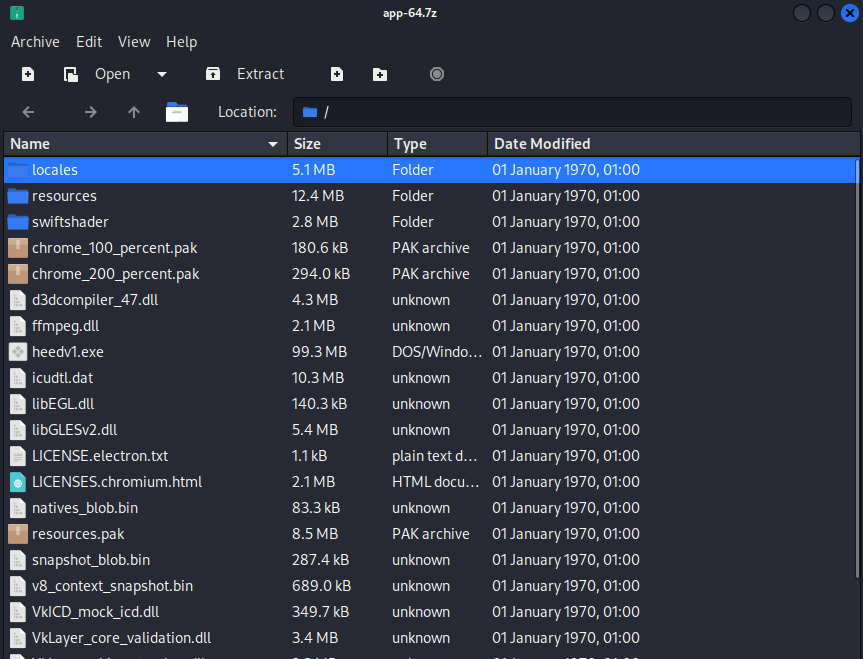 app-64.7z
Archive Edit View Help
Open Extract
Location: /
Name Size Type Date Modified
locales 5.1 MB Folder 01 January 1970, 01:00
resources 12.4 MB Folder 01 January 1970, 01:00
swiftshader 2.8 MB Folder 01 January 1970, 01:00
chrome_100_percent.pak 180.6 kB PAK archive 01 January 1970, 01:00
chrome_200_percent.pak 294.0 kB PAK archive 01 January 1970, 01:00
d3dcompiler_47.dll 4.3 MB unknown 01 January 1970, 01:00
ffmpeg.dll 2.1 MB unknown 01 January 1970, 01:00
heedv1.exe 99.3 MB DOS/Windo... 01 January 1970, 01:00
icudtl.dat 10.3 MB unknown 01 January 1970, 01:00
libEGL.dll 140.3 kB unknown 01 January 1970, 01:00
libGLESv2.dll 5.4 MB unknown 01 January 1970, 01:00
LICENSE.electron.txt 1.1 kB plain text d... 01 January 1970, 01:00
LICENSES.chromium.html 2.1 MB HTML docu... 01 January 1970, 01:00
natives_blob.bin 83.3 kB unknown 01 January 1970, 01:00
resources.pak 8.5 MB PAK archive 01 January 1970, 01:00
snapshot_blob.bin 287.4 kB unknown 01 January 1970, 01:00
v8_context_snapshot.bin 689.0 kB unknown 01 January 1970, 01:00
VkICD_mock_icd.dll 349.7 kB unknown 01 January 1970, 01:00
VkLayer_core_validation.dll 3.4 MB unknown 01 January 1970, 01:00